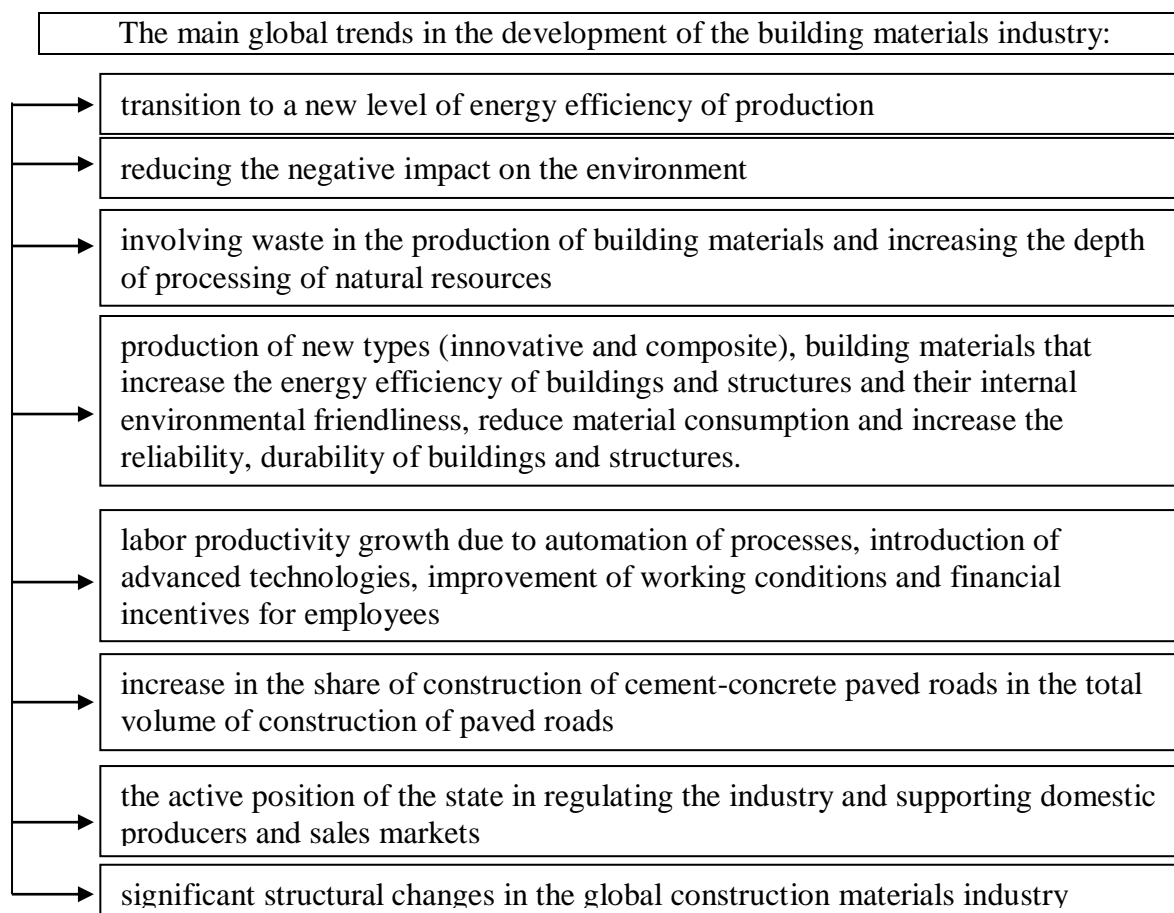 The main global trends in the development of the building materials industry:
transition to a new level of energy efficiency of production
reducing the negative impact on the environment
involving waste in the production of building materials and increasing the depth
of processing of natural resources
production of new types (innovative and composite), building materials that
increase the energy efficiency of buildings and structures and their internal
environmental friendliness, reduce material consumption and increase the
reliability, durability of buildings and structures.
labor productivity growth due to automation of processes, introduction of
advanced technologies, improvement of working conditions and financial
incentives for employees
increase in the share of construction of cement-concrete paved roads in the total
volume of construction of paved roads
the active position of the state in regulating the industry and supporting domestic
producers and sales markets
significant structural changes in the global construction materials industry